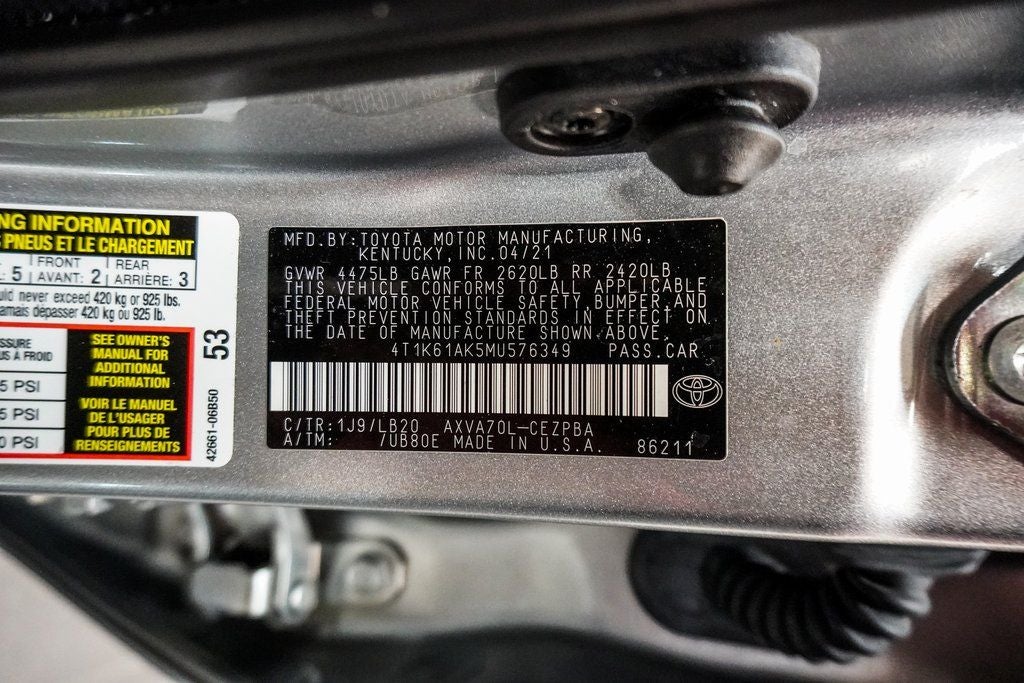 NG INFORMATION
PNEUS ET LE CHARGEMENT
5 FRONT AVANT: 2 REAR ARRIÈRE: 3
uld never exceed 420 kg or 925 lbs.
amais dépasser 420 kg ou 925 lb.
SSURE
US A FROID
5 PSI
5 PSI
0 PSI
SEE OWNER'S
MANUAL FOR
ADDITIONAL
INFORMATION
VOIR LE MANUEL
DE L'USAGER
POUR PLUS DE
RENSEIGNEMENTS
53
42661-06B50
MFD.BY:TOYOTA MOTOR MANUFACTURING,
KENTUCKY,INC.04/21
GVWR 4475LB GAWR FR 2620LB RR 2420LB
THIS VEHICLE CONFORMS TO ALL APPLICABLE
FEDERAL MOTOR VEHICLE SAFETY,BUMPER,AND
THEFT PREVENTION STANDARDS IN EFFECT ON
THE DATE OF MANUFACTURE SHOWN ABOVE.
4T1K61AK5MU576349 PASS.CAR
C/TR:1J9/LB20 AXVA70L-CEZPBA
A/TM: /UB80E MADE IN U.S.A. 86211